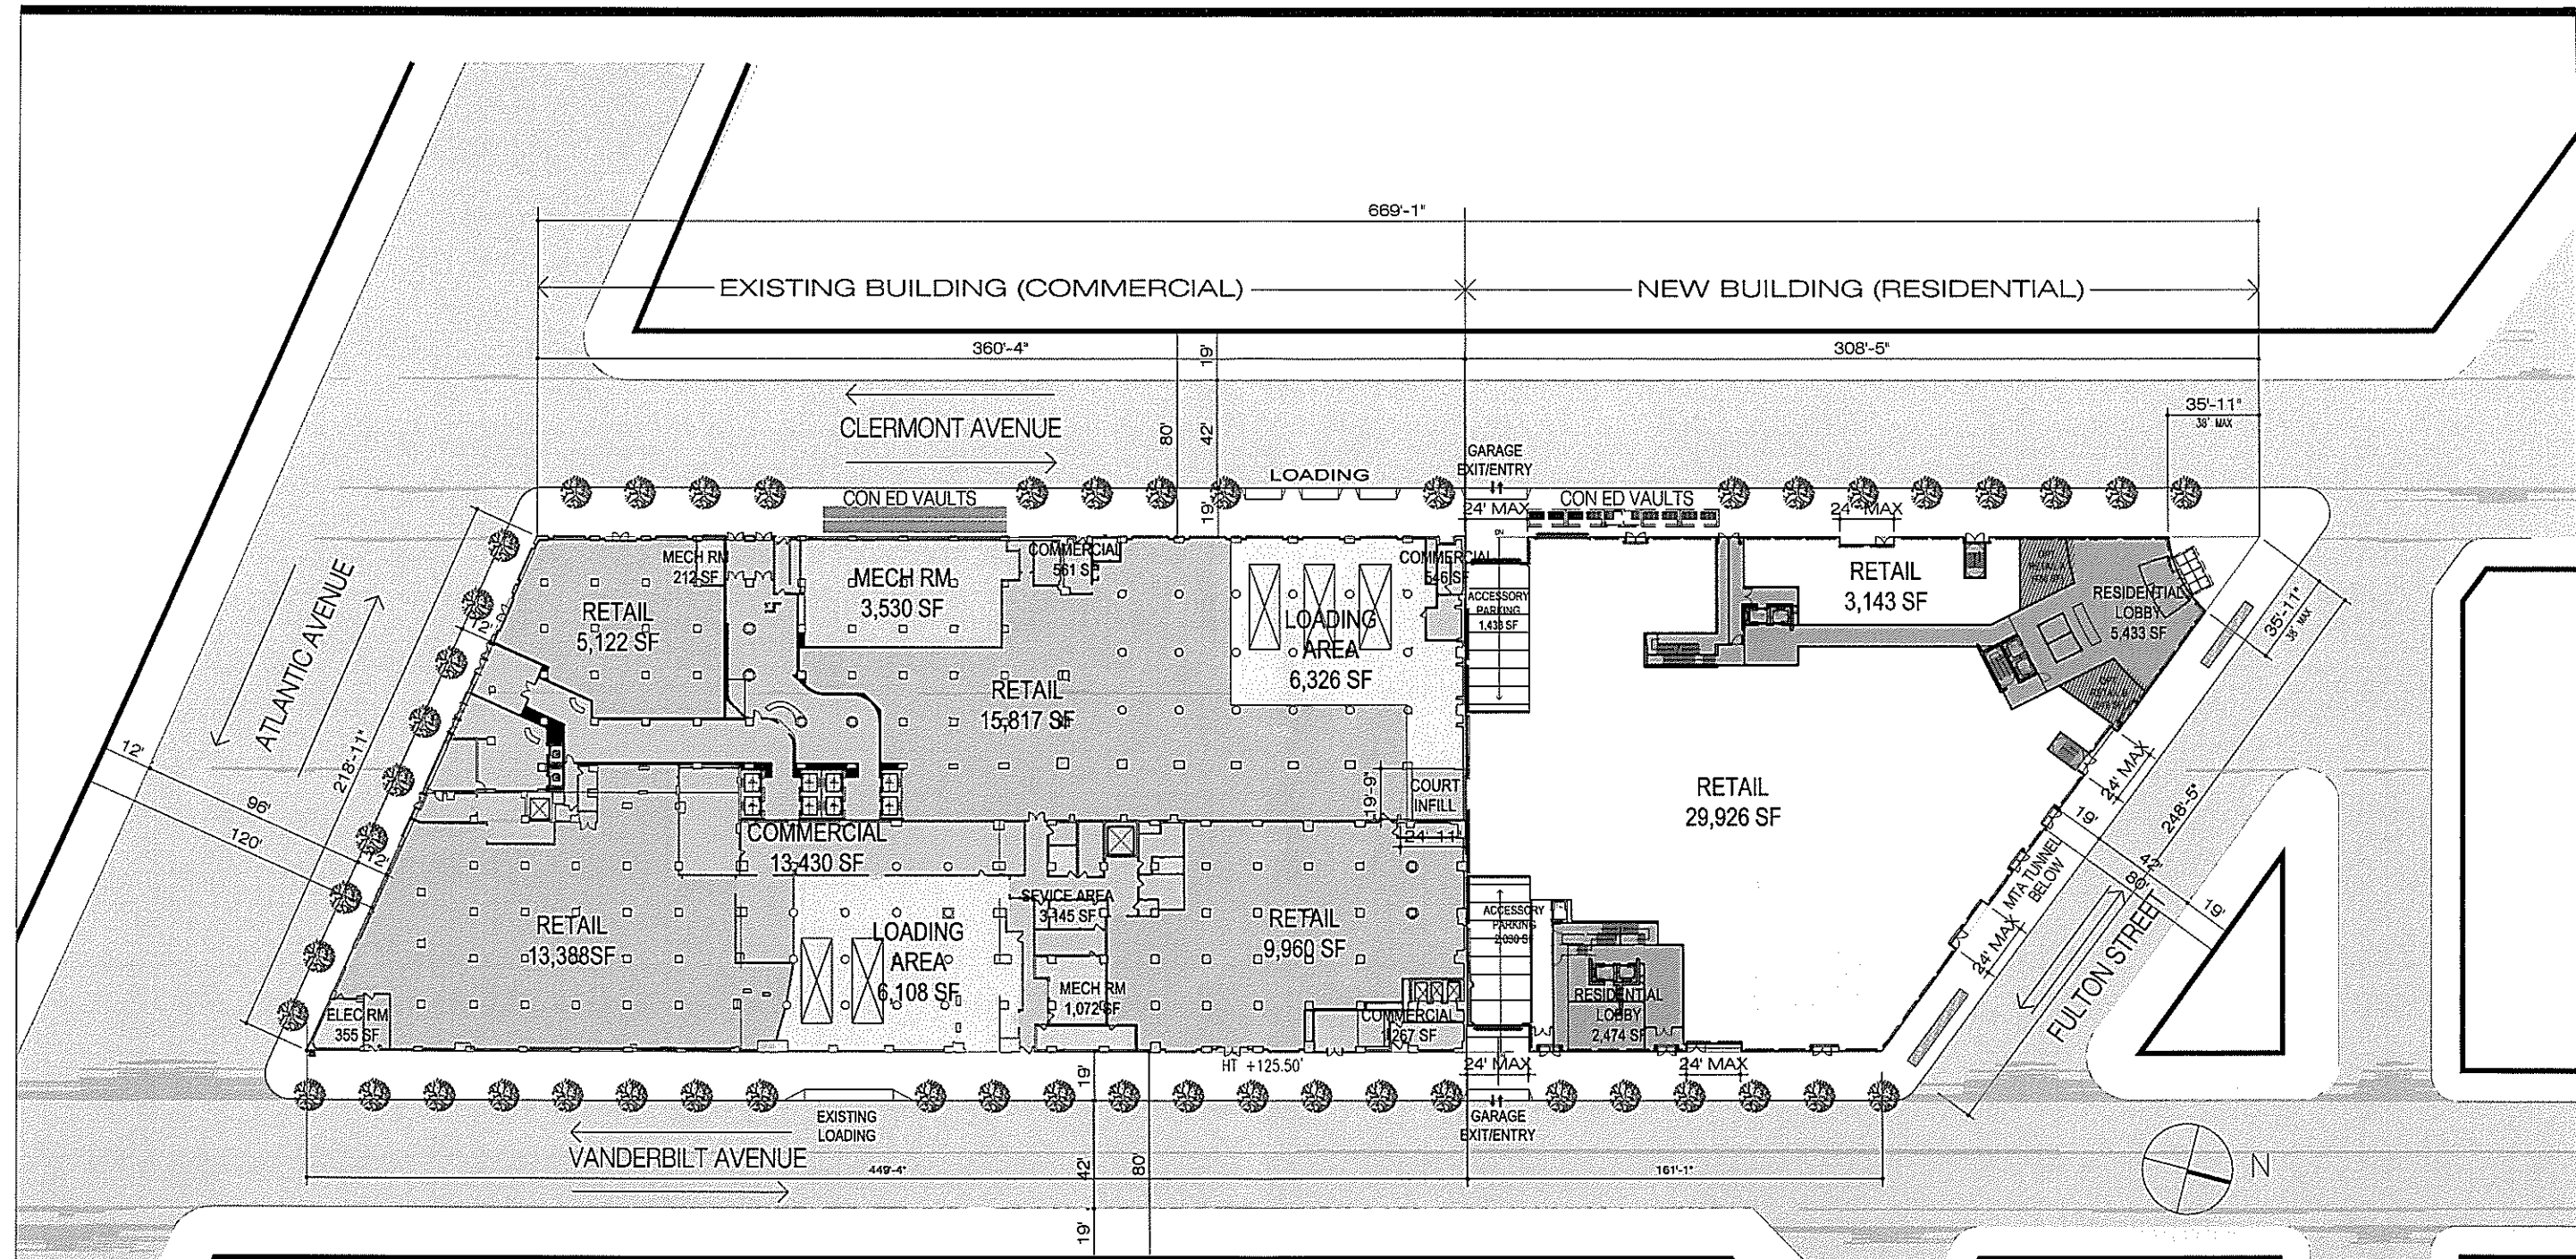 669'-1"
EXISTING BUILDING (COMMERCIAL)
NEW BUILDING (RESIDENTIAL)
360'-4"
19'
308'-5"
CLERMONT AVENUE
80'
42'
19'
35'-11"
38' MAX
LOADING
GARAGE
EXIT/ENTRY
CON ED VAULTS
24' MAX
CON ED VAULTS
24' MAX
ATLANTIC AVENUE
218'-11"
12'
12'
96'
120'
12'
RETAIL
5,122 SF
MECH RM
212 SF
MECH RM
3,530 SF
COMMERCIAL
561 SF
COMMERCIAL
546 SF
LOADING
AREA
6,326 SF
RETAIL
15,817 SF
COURT
INFILL
19'-9"
24'-11"
COMMERCIAL
13,430 SF
SEVICE AREA
3,145 SF
RETAIL
13,388SF
LOADING
AREA
6,108 SF
MECH RM
1,072 SF
RETAIL
9,960 SF
COMMERCIAL
1,267 SF
ELEC RM
355 SF
ACCESSORY
PARKING
1,433 SF
DN
RETAIL
3,143 SF
RESIDENTIAL
LOBBY
5,433 SF
RETAIL
29,926 SF
ACCESSORY
PARKING
2,030 SF
RESIDENTIAL
LOBBY
2,474 SF
35'-11"
38' MAX
24' MAX
248'-5"
19'
42'
80'
19'
MTA TUNNEL
BELOW
24' MAX
FULTON STREET
HT +125.50'
24' MAX
24' MAX
GARAGE
EXIT/ENTRY
EXISTING
LOADING
VANDERBILT AVENUE
19'
42'
80'
19'
449'-4"
161'-1"
N